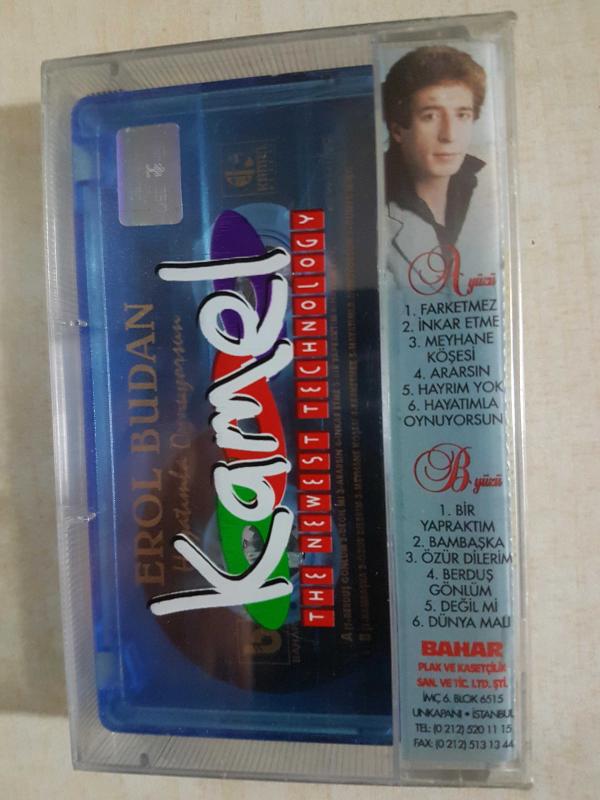 EROL BUDAN
Hayatımla Oynuyorsun
Kamel
THE NEWEST TECHNOLOGY
A yüzü
1. FARKETMEZ
2. İNKAR ETME
3. MEYHANE
KÖŞESİ
4. ARARSIN
5. HAYRIM YOK
6. HAYATIMLA
OYNUYORSUN
B yüzü
1. BİR
YAPRAKTIM
2. BAMBAŞKA
3. ÖZÜR DİLERİM
4. BERDUŞ
GÖNLÜM
5. DEĞİL Mİ
6. DÜNYA MALI
BAHAR
PLAK VE KASETÇİLİK
SAN. VE TİC. LTD. ŞTİ.
İMÇ 6. BLOK 6515
UNKAPANI • İSTANBUL
TEL: (0 212) 520 11 15
FAX: (0 212) 513 13 44